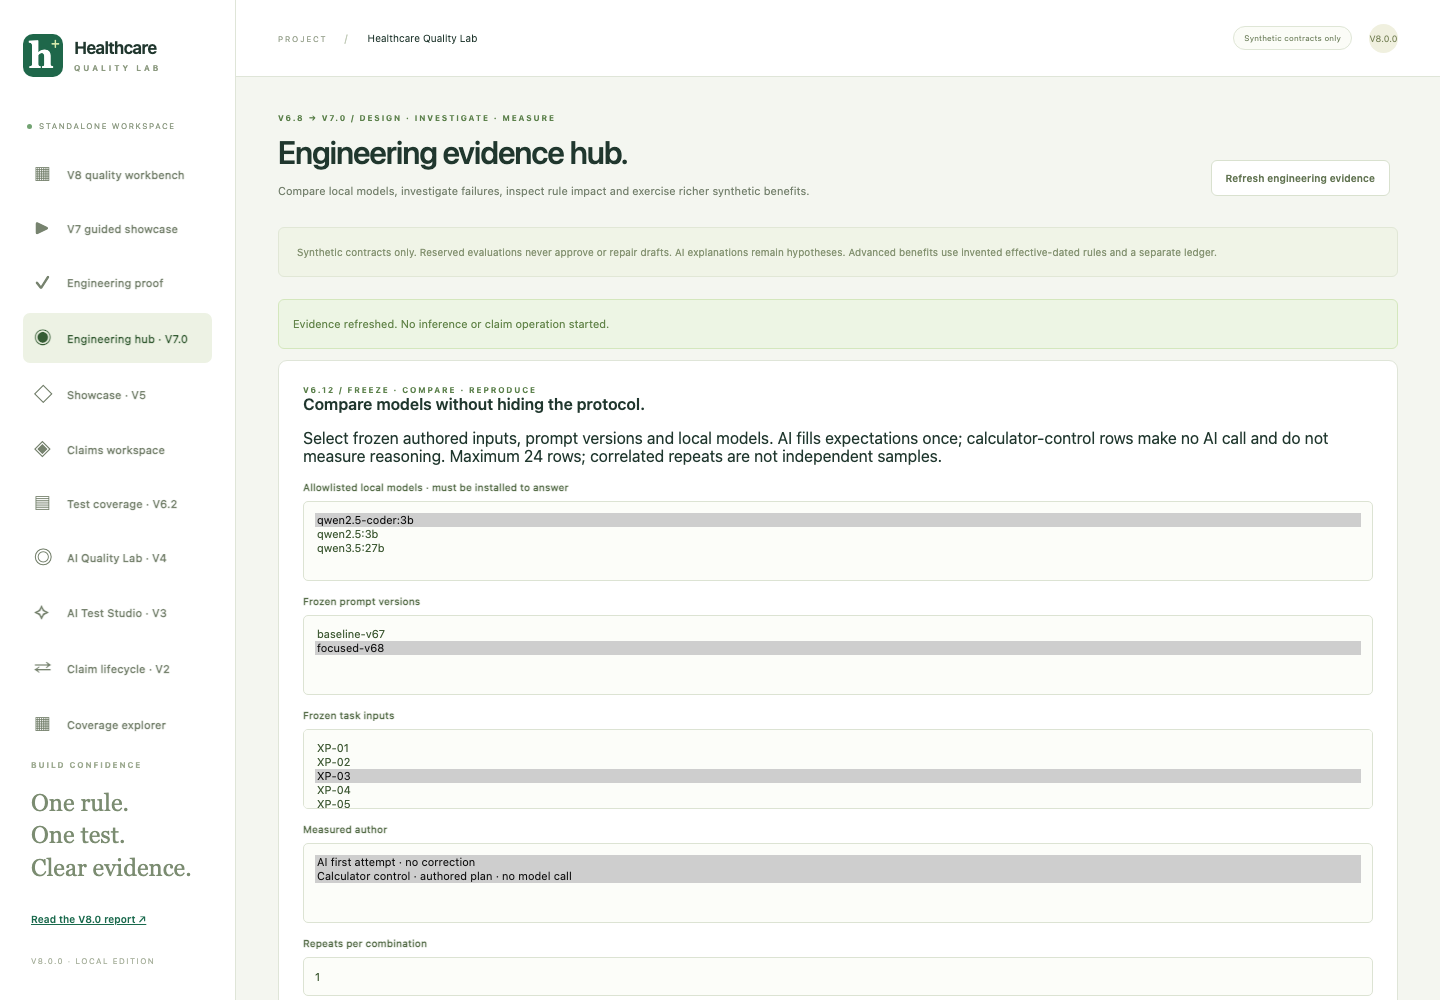 h+
Healthcare
QUALITY LAB
STANDALONE WORKSPACE
V8 quality workbench
V7 guided showcase
Engineering proof
Engineering hub · V7.0
Showcase · V5
Claims workspace
Test coverage · V6.2
AI Quality Lab · V4
AI Test Studio · V3
Claim lifecycle · V2
Coverage explorer
BUILD CONFIDENCE
One rule.
One test.
Clear evidence.
Read the V8.0 report ↗
V8.0.0 · LOCAL EDITION
PROJECT / Healthcare Quality Lab
Synthetic contracts only
V8.0.0
V6.8 → V7.0 / DESIGN · INVESTIGATE · MEASURE
Engineering evidence hub.
Compare local models, investigate failures, inspect rule impact and exercise richer synthetic benefits.
Refresh engineering evidence
Synthetic contracts only. Reserved evaluations never approve or repair drafts. AI explanations remain hypotheses. Advanced benefits use invented effective-dated rules and a separate ledger.
Evidence refreshed. No inference or claim operation started.
V6.12 / FREEZE · COMPARE · REPRODUCE
Compare models without hiding the protocol.
Select frozen authored inputs, prompt versions and local models. AI fills expectations once; calculator-control rows make no AI call and do not
measure reasoning. Maximum 24 rows; correlated repeats are not independent samples.
Allowlisted local models · must be installed to answer
qwen2.5-coder:3b
qwen2.5:3b
qwen3.5:27b
Frozen prompt versions
baseline-v67
focused-v68
Frozen task inputs
XP-01
XP-02
XP-03
XP-04
XP-05
Measured author
AI first attempt · no correction
Calculator control · authored plan · no model call
Repeats per combination
1